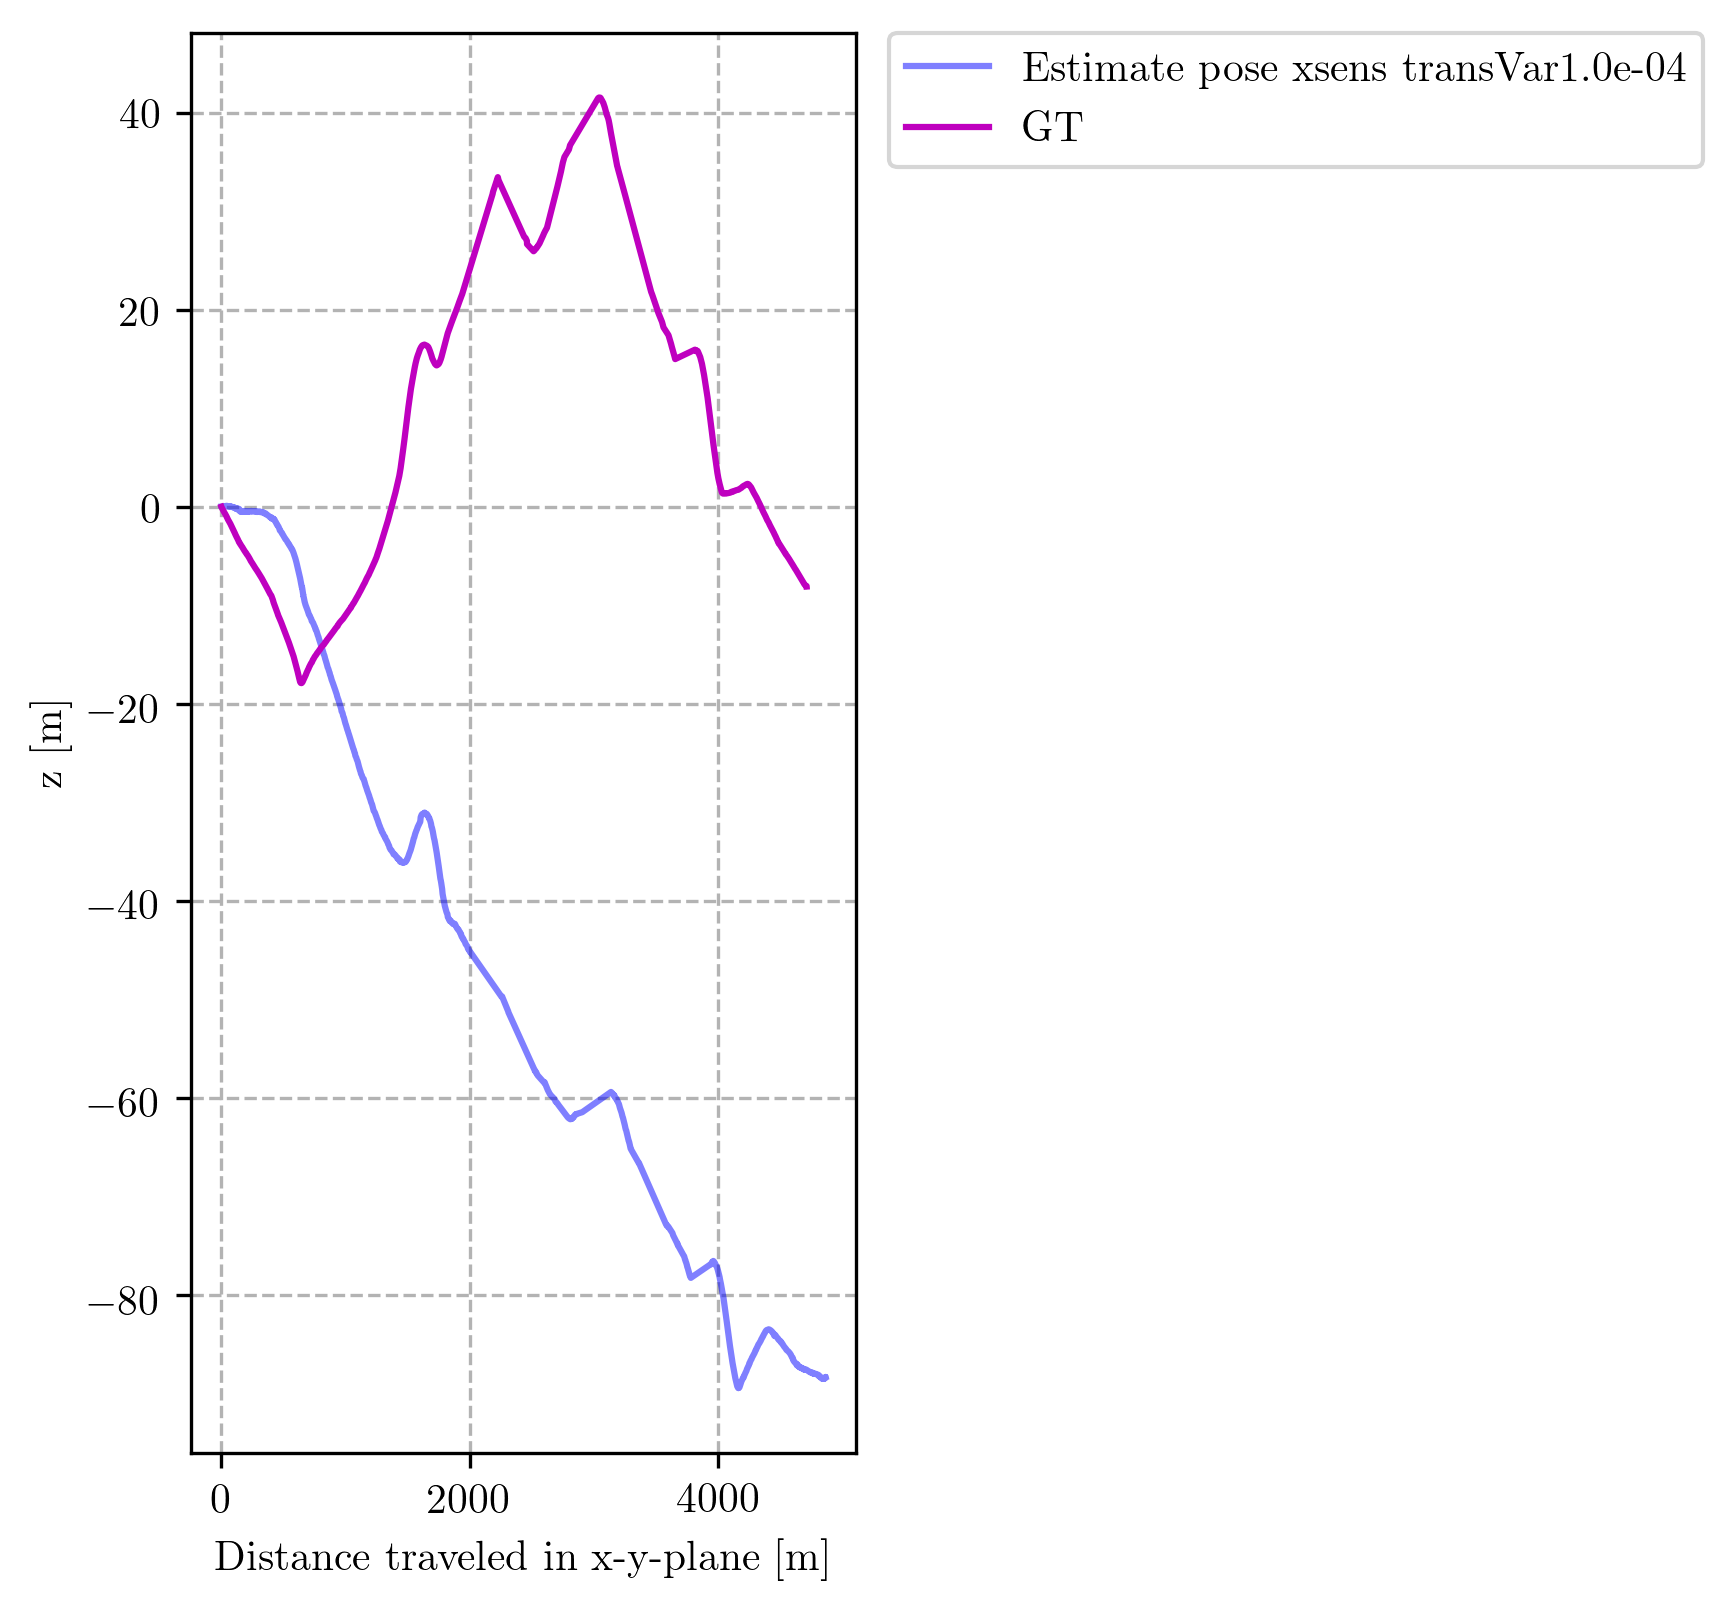 Estimate pose xsens transVar1.0e-04
GT
40
20
0
−20
−40
−60
−80
z [m]
0 2000 4000
Distance traveled in x-y-plane [m]